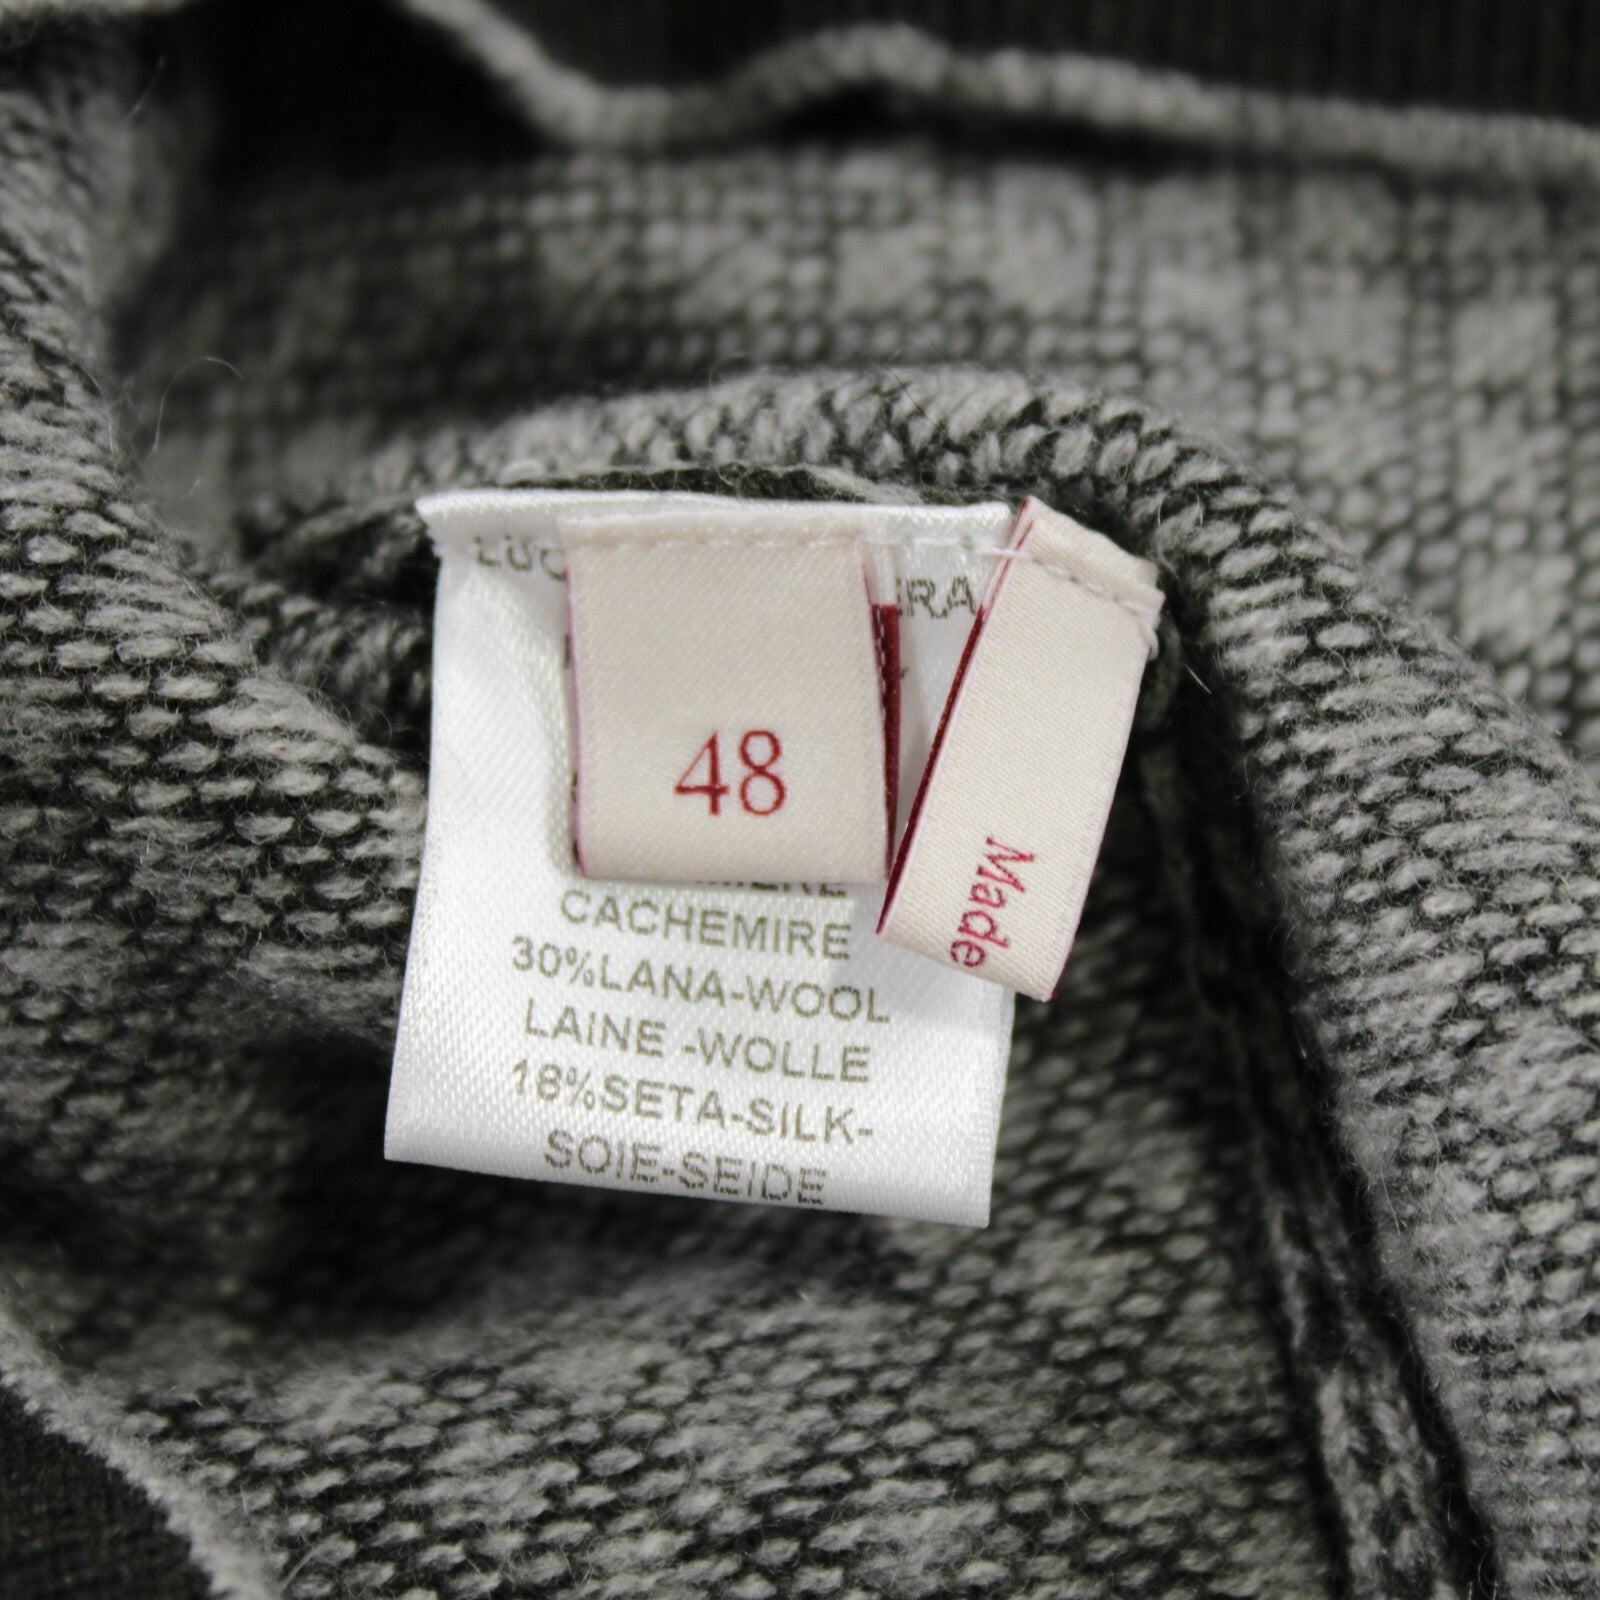 48
Made
CACHEMIRE
30%LANA-WOOL
LAINE -WOLLE
18%SETA-SILK-
SOIE-SEIDE